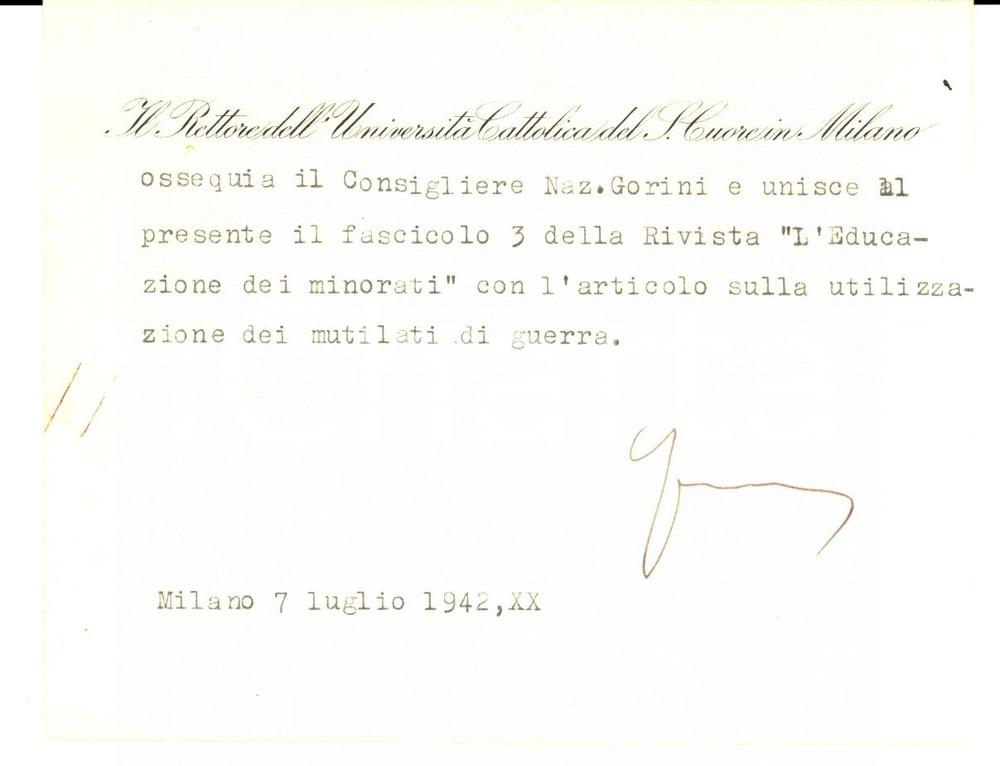 Il Rettore dell'Università Cattolica del S. Cuore in Milano
ossequia il Consigliere Naz.Gorini e unisce al
presente il fascicolo 3 della Rivista "L'Educa-
zione dei minorati" con l'articolo sulla utilizza-
zione dei mutilati di guerra.
Milano 7 luglio 1942,XX